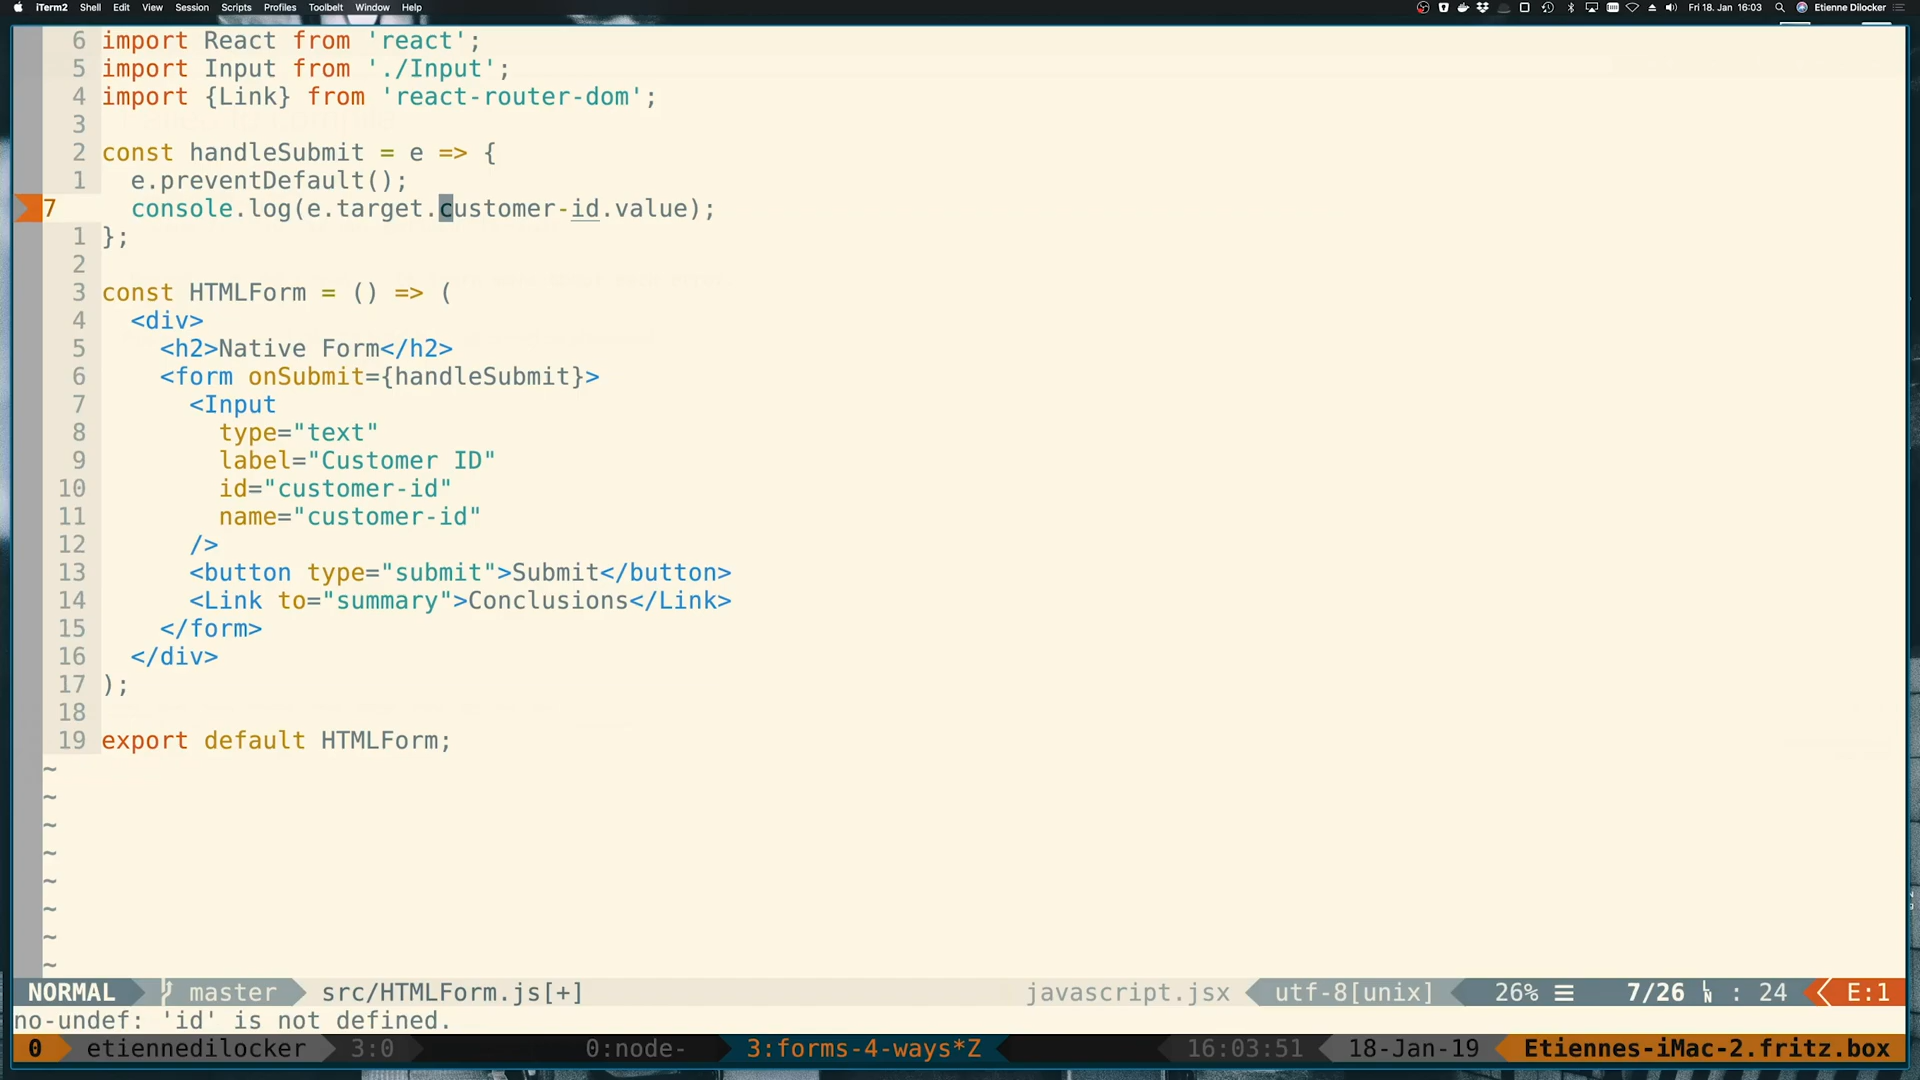 iTerm2 Shell Edit View Session Scripts Profiles Toolbelt Window Help Fri 18. Jan 16:03 Etienne Dilocker
6 import React from 'react';
5 import Input from './Input';
4 import {Link} from 'react-router-dom';
3
2 const handleSubmit = e => {
1 e.preventDefault();
7 console.log(e.target.customer-id.value);
1 };
2
3 const HTMLForm = () => (
4 <div>
5 <h2>Native Form</h2>
6 <form onSubmit={handleSubmit}>
7 <Input
8 type="text"
9 label="Customer ID"
10 id="customer-id"
11 name="customer-id"
12 />
13 <button type="submit">Submit</button>
14 <Link to="summary">Conclusions</Link>
15 </form>
16 </div>
17 );
18
19 export default HTMLForm;
~
~
~
~
~
~
~
~
NORMAL master src/HTMLForm.js[+] javascript.jsx utf-8[unix] 26% 7/26 : 24 E:1
no-undef: 'id' is not defined.
0 etiennedilocker 3:0 0:node- 3:forms-4-ways*Z 16:03:51 18-Jan-19 Etiennes-iMac-2.fritz.box